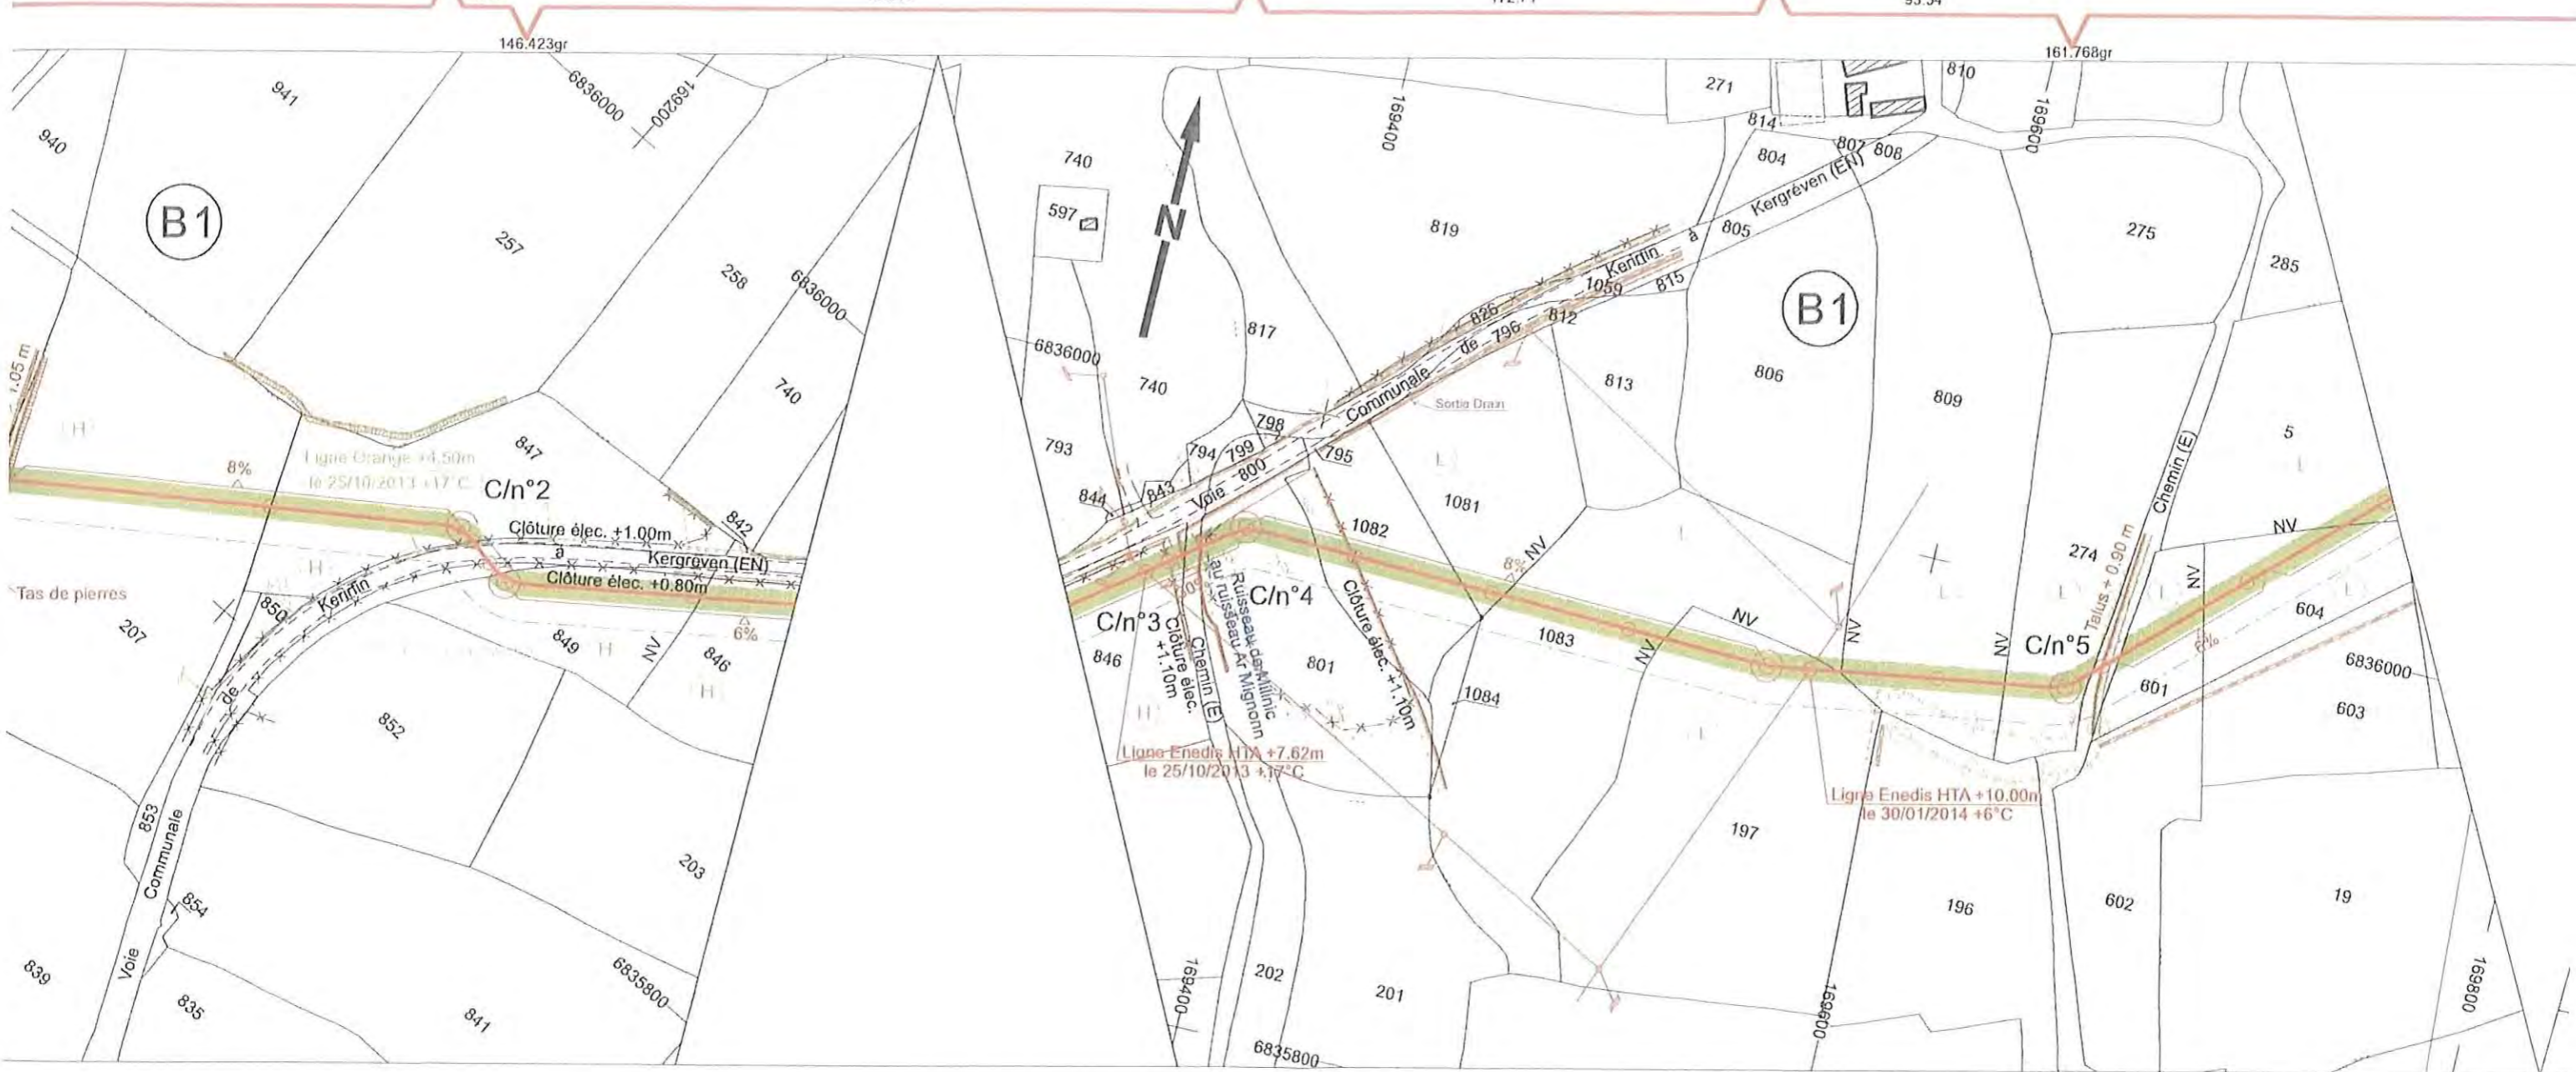 146.423gr
161.768gr
941
6836000
169200
940
B1
257
258
6836000
740
1.05 m
(H)
847
8%
Ligne Orange +4.50m
le 25/10/2013 +17°C
C/n°2
842
Clôture élec. +1.00m
à
Kergréven (EN)
Clôture élec. +0.80m
H
Tas de pierres
850
Keridin
207
849
H
NV
846
6%
H
de
852
853
Communale
854
203
Voie
839
835
841
6835800
740
597
N
169400
271
814
804
807
808
810
169600
Kergréven (EN)
819
à
805
275
285
Keridin
1059
815
826
817
6836000
740
de
796
812
B1
813
806
809
Communale
Sortie Drain
798
793
794
799
795
800
Voie
844
843
L
1081
1082
5
L
Chemin (E)
NV
8%
NV
274
NV
Talus + 0.90 m
C/n°3
C/n°4
Ruisseau de Milinic
au ruisseau Ar Mignonn
Clôture élec.
+1.10m
Chemin (E)
Clôture élec. +1.10m
846
H
801
1083
NV
NV
NV
NV
C/n°5
L
L
L
604
6%
601
6836000
603
1084
Ligne Enedis HTA +7.62m
le 25/10/2013 +17°C
L
Ligne Enedis HTA +10.00m
le 30/01/2014 +6°C
197
196
602
19
169400
202
201
169600
169800
6835800